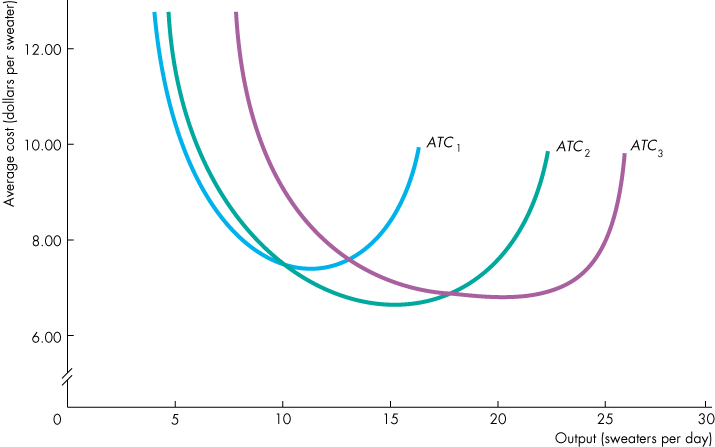 Average cost (dollars per sweater)
12.00
10.00
8.00
6.00
ATC1
ATC2
ATC3
0 5 10 15 20 25 30
Output (sweaters per day)